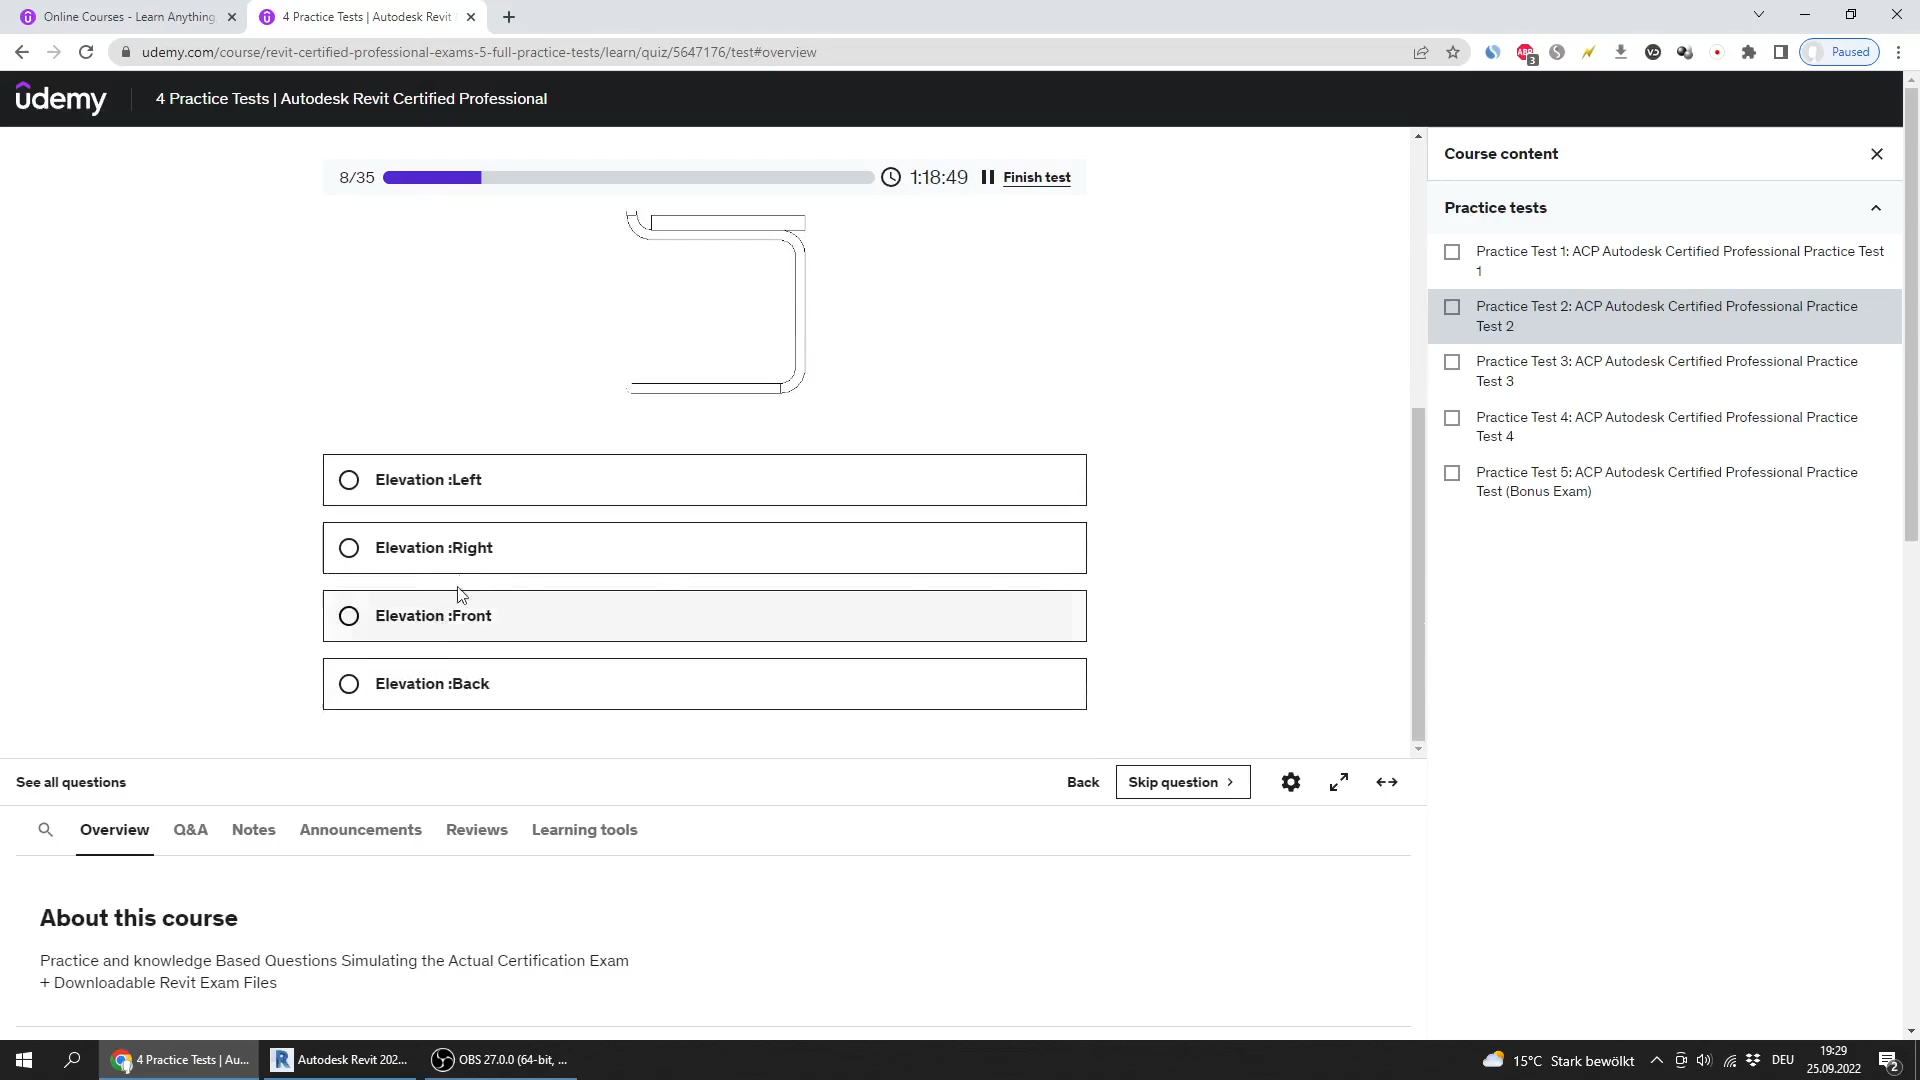 Online Courses - Learn Anything,
4 Practice Tests | Autodesk Revit
udemy.com/course/revit-certified-professional-exams-5-full-practice-tests/learn/quiz/5647176/test#overview
ABP
3
Paused
udemy
4 Practice Tests | Autodesk Revit Certified Professional
8/35
1:18:49
Finish test
Elevation :Left
Elevation :Right
Elevation :Front
Elevation :Back
See all questions
Back
Skip question
Overview
Q&A
Notes
Announcements
Reviews
Learning tools
About this course
Practice and knowledge Based Questions Simulating the Actual Certification Exam
+ Downloadable Revit Exam Files
Course content
Practice tests
Practice Test 1: ACP Autodesk Certified Professional Practice Test
1
Practice Test 2: ACP Autodesk Certified Professional Practice
Test 2
Practice Test 3: ACP Autodesk Certified Professional Practice
Test 3
Practice Test 4: ACP Autodesk Certified Professional Practice
Test 4
Practice Test 5: ACP Autodesk Certified Professional Practice
Test (Bonus Exam)
4 Practice Tests | Au...
R
Autodesk Revit 202...
OBS 27.0.0 (64-bit, ...
15°C Stark bewölkt
DEU
19:29
25.09.2022
2